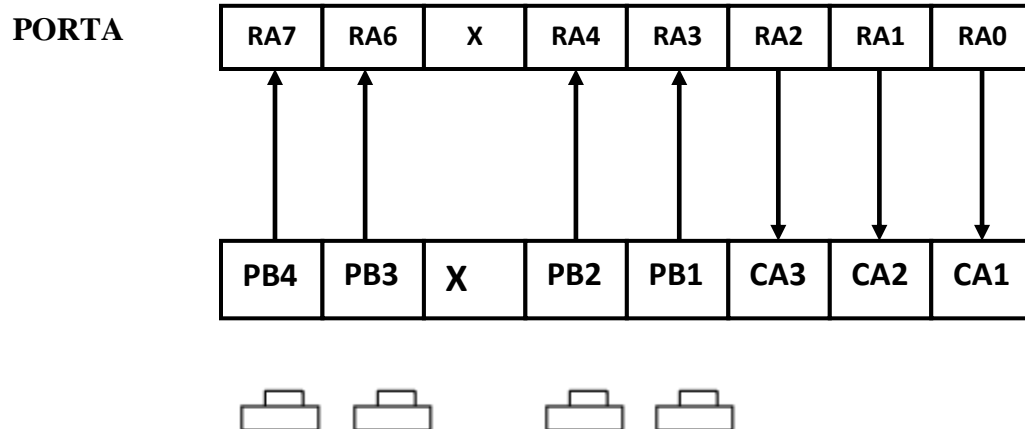 PORTA RA7 RA6 X RA4 RA3 RA2 RA1 RA0
PB4 PB3 X PB2 PB1 CA3 CA2 CA1